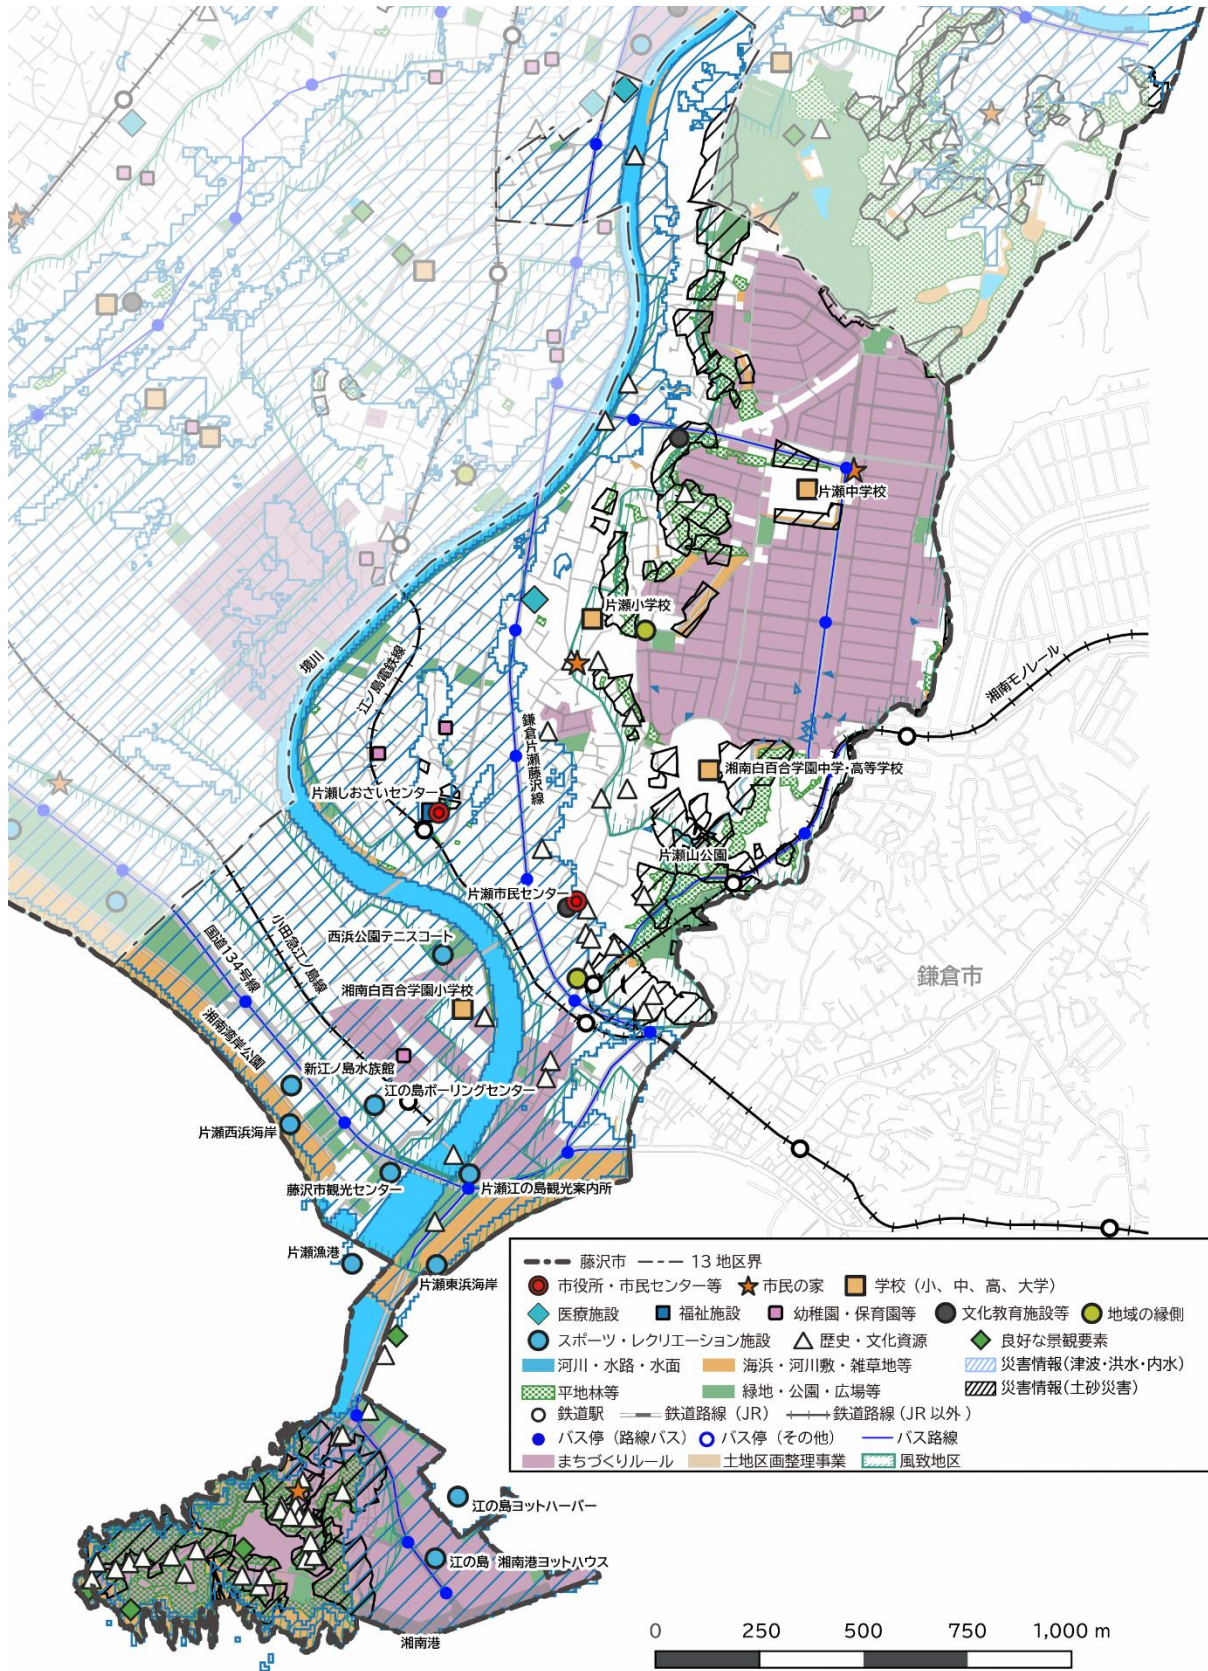 片瀬中学校
片瀬小学校
境川
江ノ島電鉄線
湘南モノレール
鎌倉片瀬藤沢線
湘南白百合学園中学・高等学校
片瀬しおさいセンター
片瀬山公園
片瀬市民センター
西浜公園テニスコート
小田急江ノ島線
国道134号線
鎌倉市
湘南白百合学園小学校
湘南湾岸公園
新江ノ島水族館
江の島ボーリングセンター
片瀬西浜海岸
藤沢市観光センター
片瀬江の島観光案内所
片瀬漁港
片瀬東浜海岸
藤沢市 13地区界
市役所・市民センター等 市民の家 学校（小、中、高、大学）
医療施設 福祉施設 幼稚園・保育園等 文化教育施設等 地域の縁側
スポーツ・レクリエーション施設 歴史・文化資源 良好な景観要素
河川・水路・水面 海浜・河川敷・雑草地等 災害情報(津波・洪水・内水)
平地林等 緑地・公園・広場等 災害情報(土砂災害)
鉄道駅 鉄道路線（JR） 鉄道路線（JR以外）
バス停（路線バス） バス停（その他） バス路線
まちづくりルール 土地区画整理事業 風致地区
江の島ヨットハーバー
江の島 湘南港ヨットハウス
湘南港
0 250 500 750 1,000 m